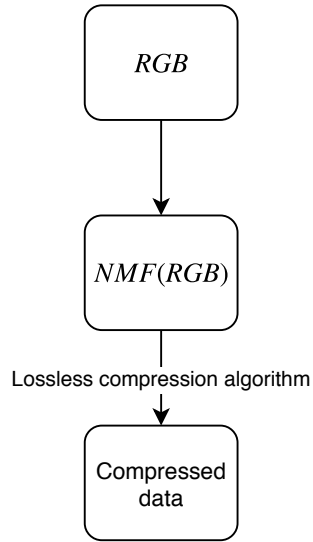 RGB
NMF(RGB)
Lossless compression algorithm
Compressed
data